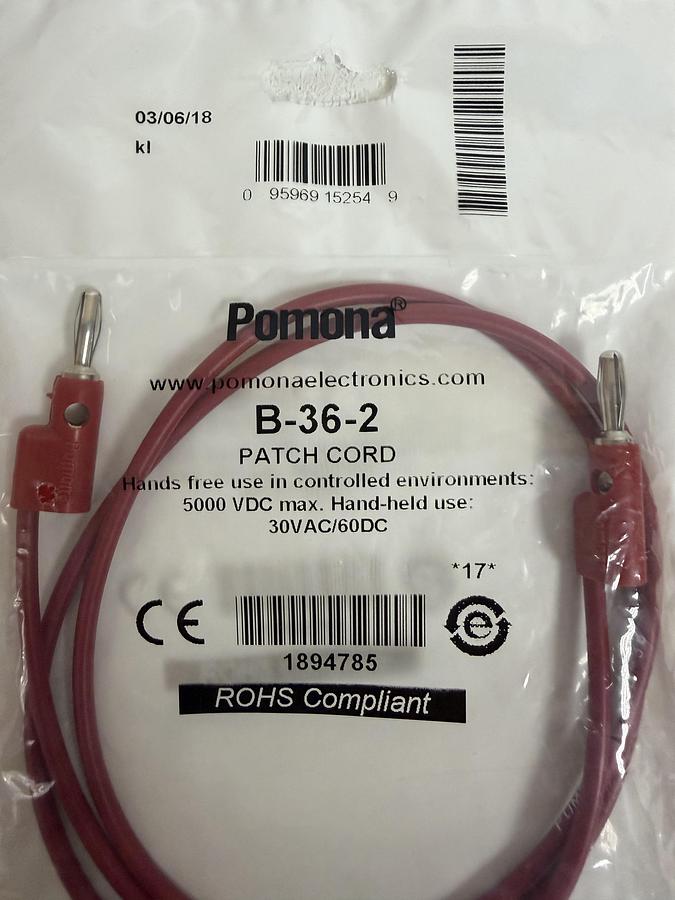 03/06/18
kl
0 95969 15254 9
Pomona®
www.pomonaelectronics.com
B-36-2
PATCH CORD
Hands free use in controlled environments:
5000 VDC max. Hand-held use:
30VAC/60DC
*17*
CE
e
1894785
ROHS Compliant